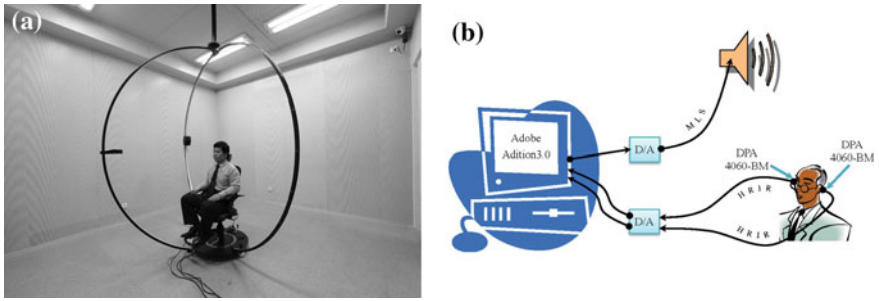 (a)
(b)
Adobe
Adition3.0
D/A
MLS
DPA
4060-BM
DPA
4060-BM
HRIR
D/A
HRIR